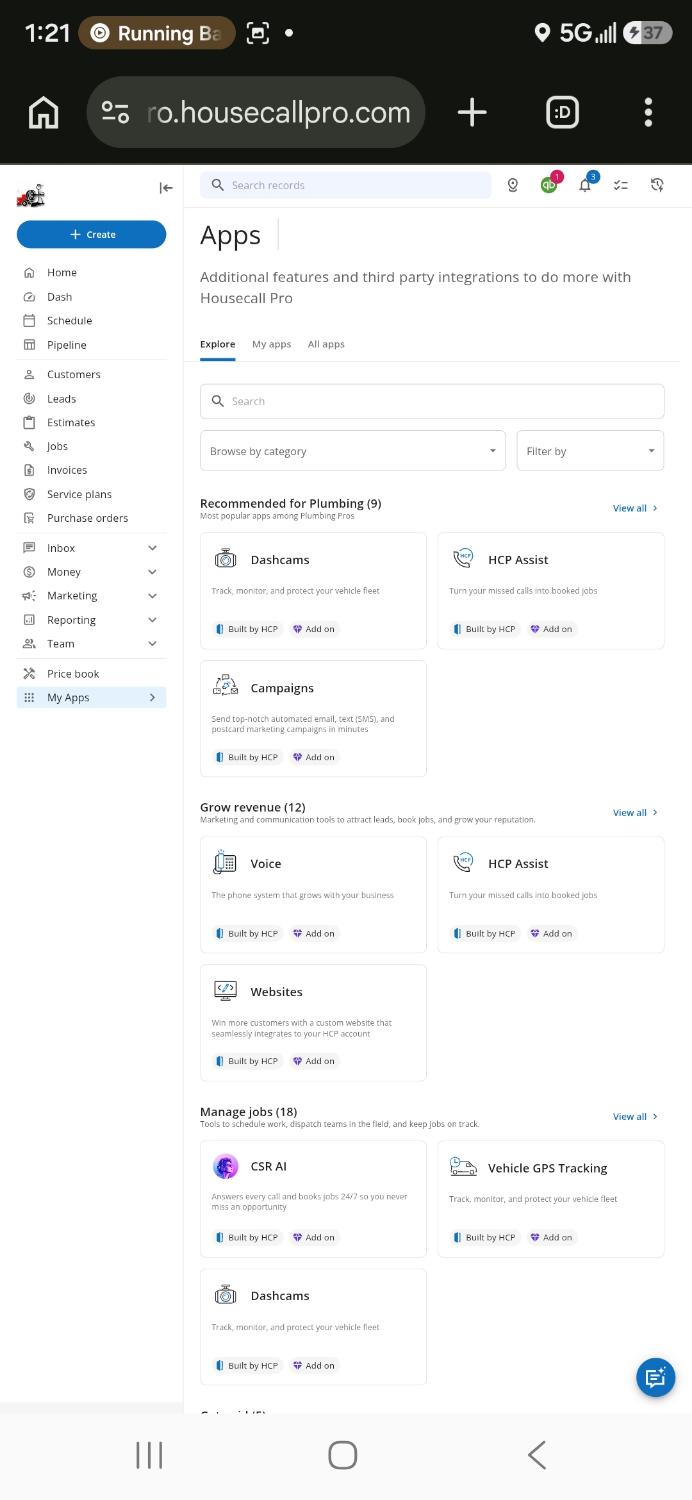 1:21
Running Ba
5G
37
ro.housecallpro.com
:D
Search records
1
3
Create
Home
Dash
Schedule
Pipeline
Customers
Leads
Estimates
Jobs
Invoices
Service plans
Purchase orders
Inbox
Money
Marketing
Reporting
Team
Price book
My Apps
Apps
Additional features and third party integrations to do more with
Housecall Pro
Explore My apps All apps
Search
Browse by category
Filter by
Recommended for Plumbing (9)
Most popular apps among Plumbing Pros
View all
Dashcams
Track, monitor, and protect your vehicle fleet
Built by HCP Add on
HCP
HCP Assist
Turn your missed calls into booked jobs
Built by HCP Add on
Campaigns
Send top-notch automated email, text (SMS), and
postcard marketing campaigns in minutes
Built by HCP Add on
Grow revenue (12)
Marketing and communication tools to attract leads, book jobs, and grow your reputation.
View all
Voice
The phone system that grows with your business
Built by HCP Add on
HCP
HCP Assist
Turn your missed calls into booked jobs
Built by HCP Add on
Websites
Win more customers with a custom website that
seamlessly integrates to your HCP account
Built by HCP Add on
Manage jobs (18)
Tools to schedule work, dispatch teams in the field, and keep jobs on track.
View all
CSR AI
Answers every call and books jobs 24/7 so you never
miss an opportunity
Built by HCP Add on
Vehicle GPS Tracking
Track, monitor, and protect your vehicle fleet
Built by HCP Add on
Dashcams
Track, monitor, and protect your vehicle fleet
Built by HCP Add on